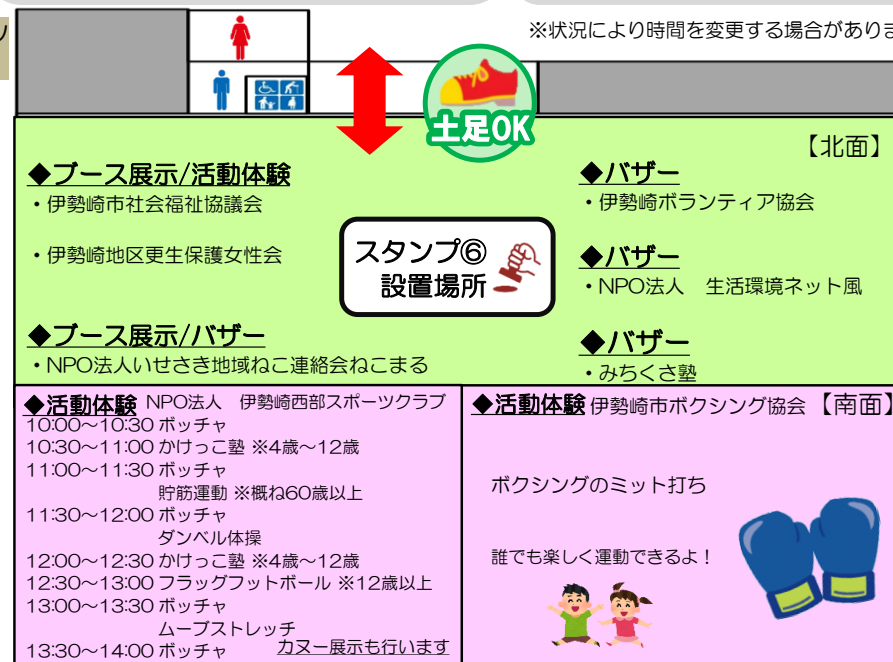 ※状況により時間を変更する場合がありま
土足OK
【北面】
◆ブース展示/活動体験
・伊勢崎市社会福祉協議会
・伊勢崎地区更生保護女性会
◆ブース展示/バザー
・NPO法人いせさき地域ねこ連絡会ねこまる
スタンプ⑥
設置場所
◆バザー
・伊勢崎ボランティア協会
◆バザー
・NPO法人　生活環境ネット風
◆バザー
・みちくさ塾
◆活動体験 NPO法人　伊勢崎西部スポーツクラブ
10:00～10:30 ボッチャ
10:30～11:00 かけっこ塾 ※4歳～12歳
11:00～11:30 ボッチャ
貯筋運動 ※概ね60歳以上
11:30～12:00 ボッチャ
ダンベル体操
12:00～12:30 かけっこ塾 ※4歳～12歳
12:30～13:00 フラッグフットボール ※12歳以上
13:00～13:30 ボッチャ
ムーブストレッチ
13:30～14:00 ボッチャ　カヌー展示も行います
◆活動体験 伊勢崎市ボクシング協会 【南面】
ボクシングのミット打ち
誰でも楽しく運動できるよ！